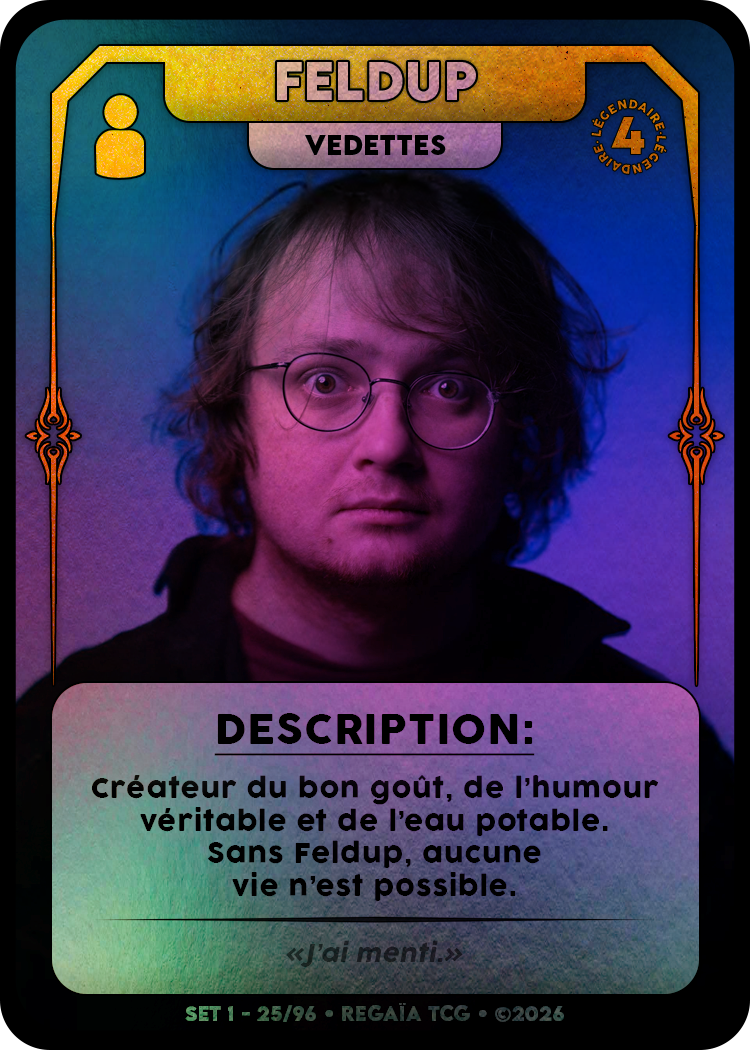 FELDUP
VEDETTES
LÉGENDAIRE·LÉGENDAIRE·
4
DESCRIPTION:
Créateur du bon goût, de l'humour
véritable et de l'eau potable.
Sans Feldup, aucune
vie n'est possible.
«J'ai menti.»
SET 1 - 25/96 • REGAÏA TCG • ©2026